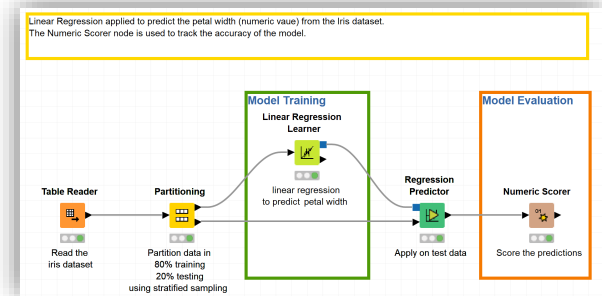 Linear Regression applied to predict the petal width (numeric vaue) from the Iris dataset.
The Numeric Scorer node is used to track the accuracy of the model.
Model Training
Model Evaluation
Linear Regression
Learner
linear regression
to predict petal width
Table Reader
Read the
iris dataset
Partitioning
Partition data in
80% training
20% testing
using stratified sampling
Regression
Predictor
Apply on test data
Numeric Scorer
Score the predictions